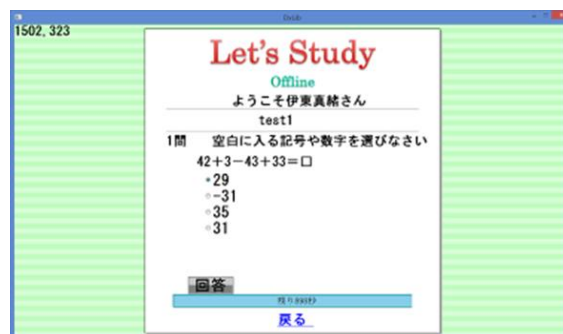 1502, 323
Let's Study
Offline
ようこそ伊東真緒さん
test1
1問 空白に入る記号や数字を選びなさい
42+3−43+33=□
29
-31
35
31
回答
戻る